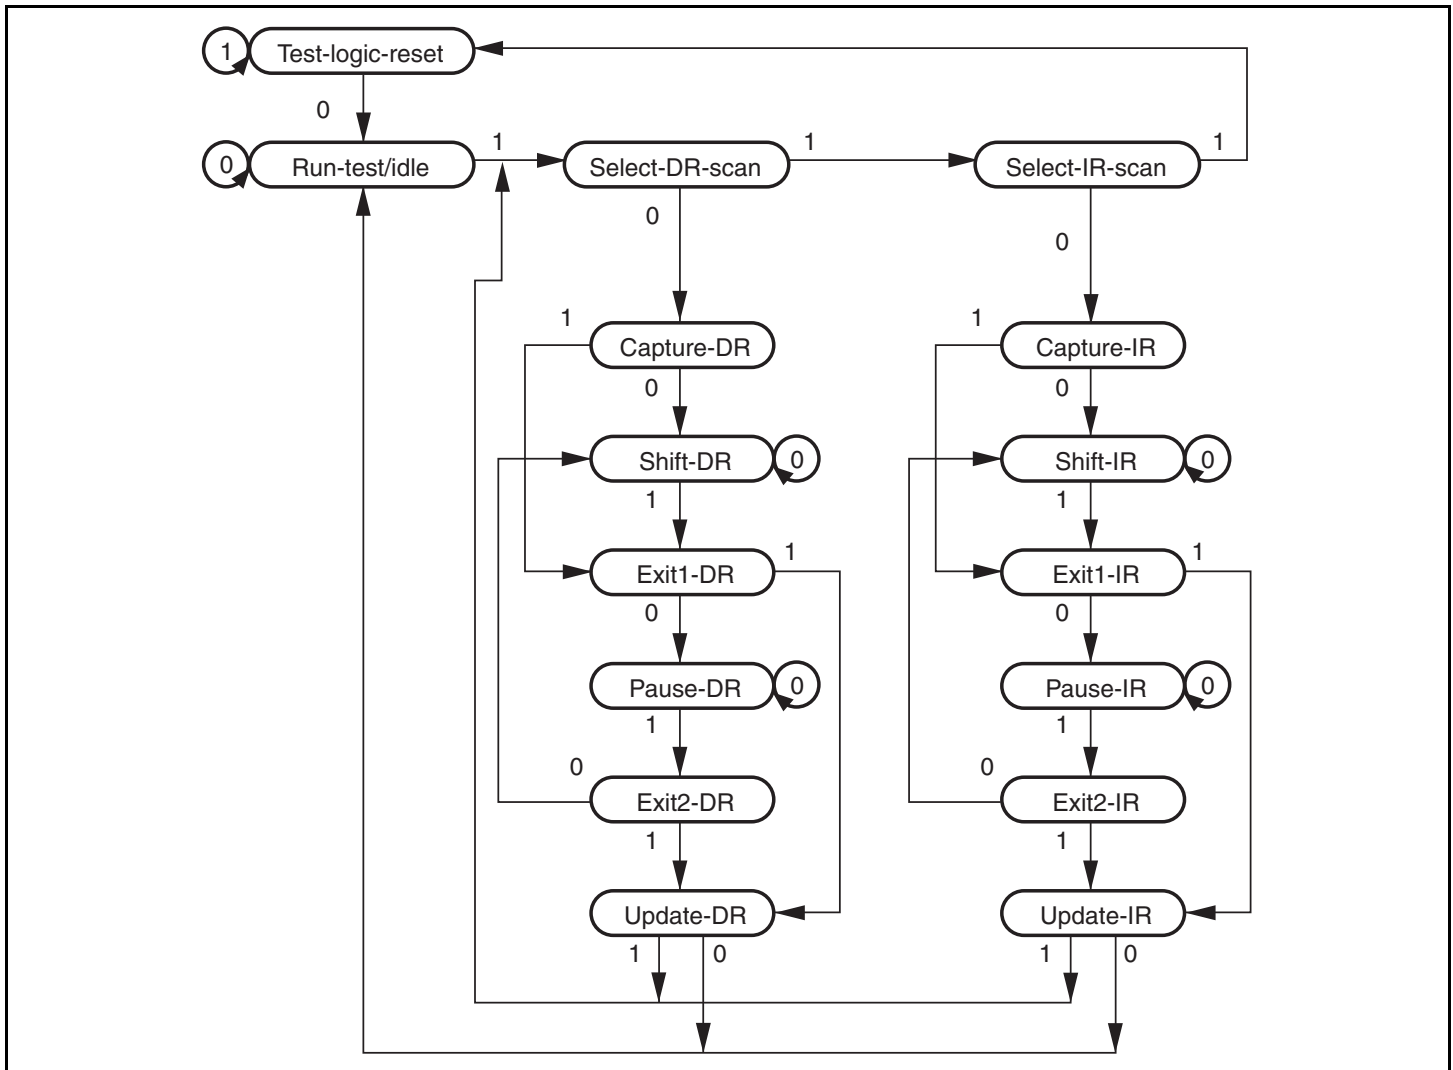 1 Test-logic-reset
0
0 Run-test/idle 1 Select-DR-scan 1 Select-IR-scan 1
0 0
1 Capture-DR 1 Capture-IR
0 0
Shift-DR 0 Shift-IR 0
1 1
Exit1-DR 1 Exit1-IR 1
0 0
Pause-DR 0 Pause-IR 0
1 1
0 Exit2-DR 0 Exit2-IR
1 1
Update-DR Update-IR
1 0 1 0